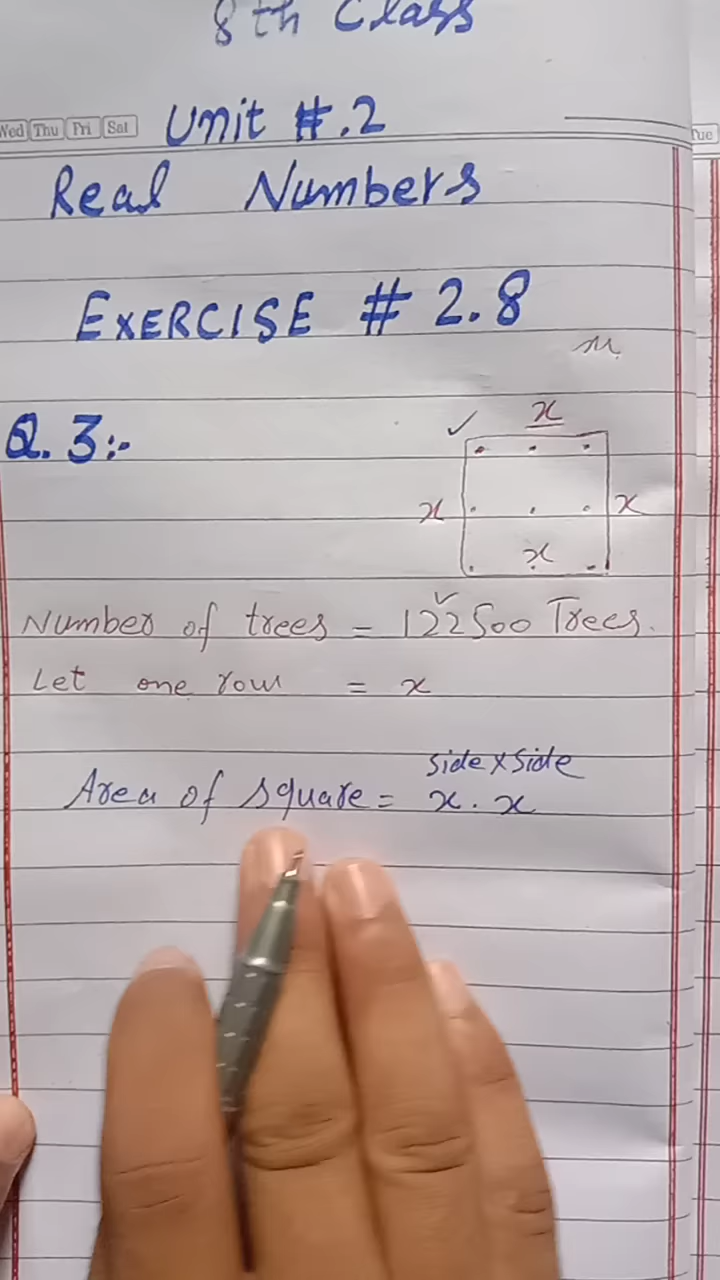 8th Class
Wed Thu Fri Sat
Unit #.2
Tue
Real Numbers
EXERCISE # 2.8
Q.3:-
x
x
x
x
Number of trees = 122500 Trees.
Let one row = x
side x side
Area of square = x . x